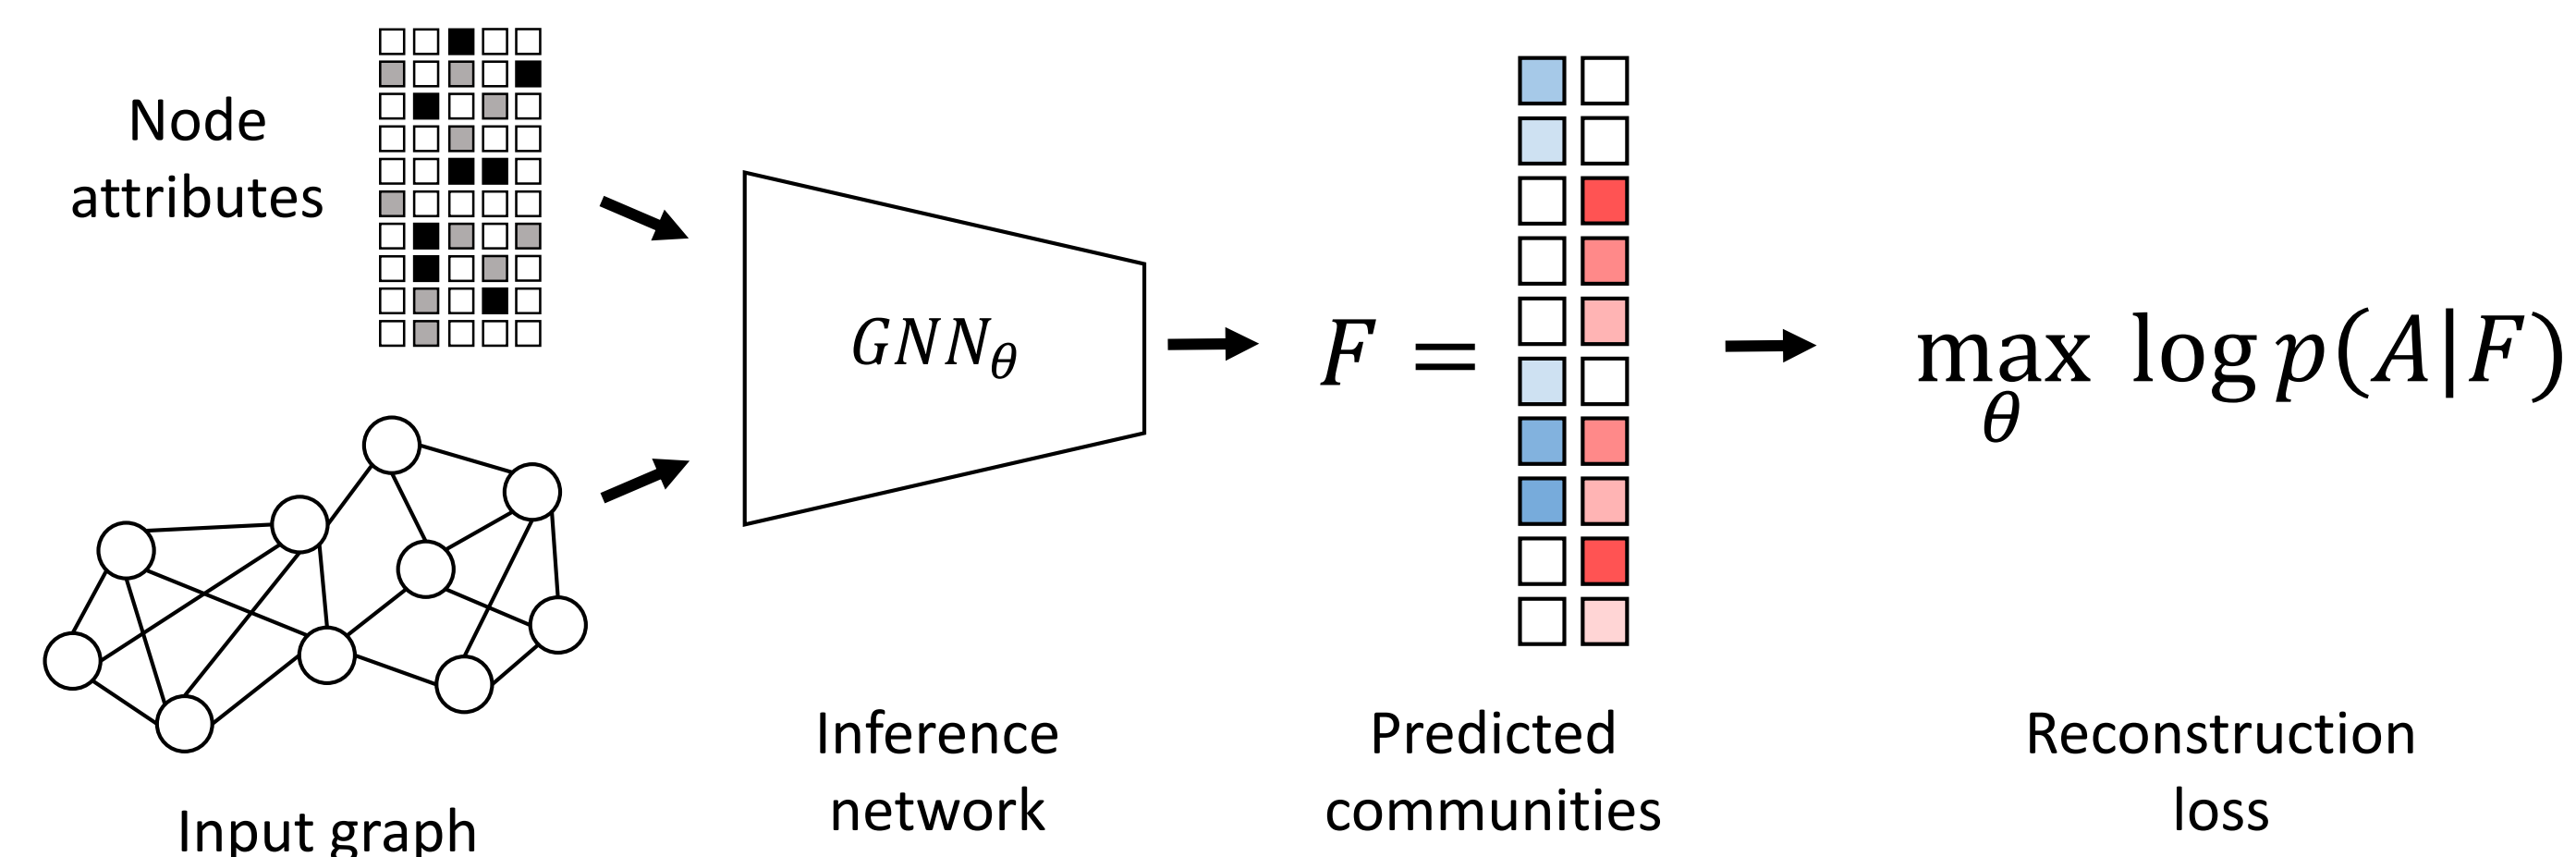 Node
attributes
Input graph
GNN_θ
Inference
network
F =
Predicted
communities
max log p(A|F)
θ
Reconstruction
loss